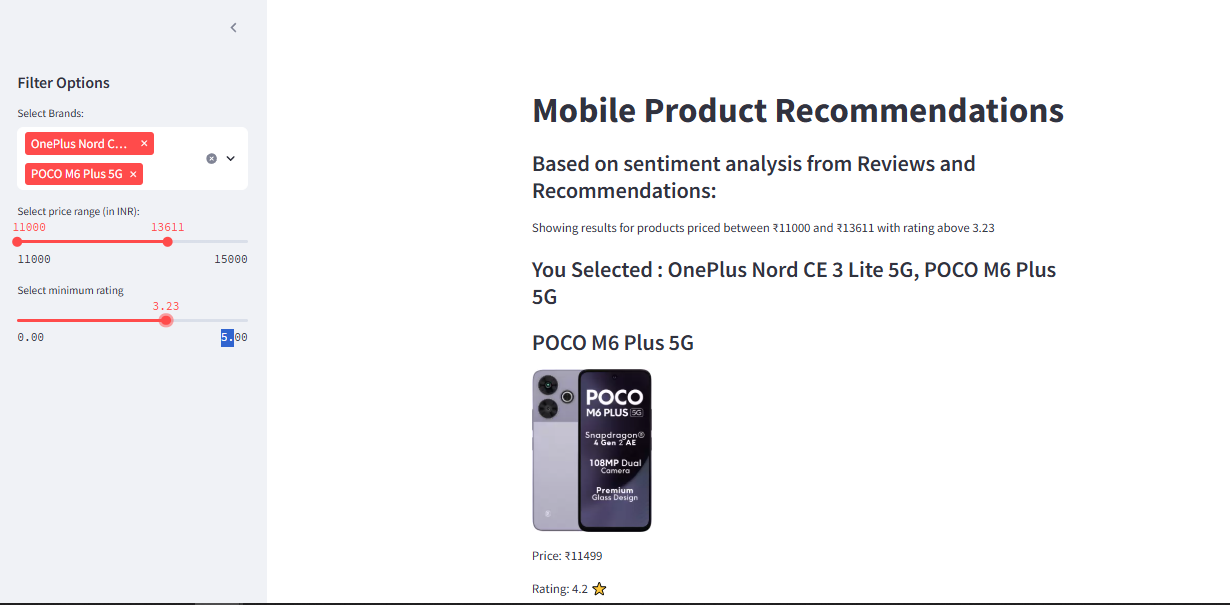 Filter Options
Select Brands:
OnePlus Nord C...
POCO M6 Plus 5G
Select price range (in INR):
11000 13611
11000 15000
Select minimum rating
3.23
0.00 5.00
Mobile Product Recommendations
Based on sentiment analysis from Reviews and
Recommendations:
Showing results for products priced between ₹11000 and ₹13611 with rating above 3.23
You Selected : OnePlus Nord CE 3 Lite 5G, POCO M6 Plus
5G
POCO M6 Plus 5G
POCO
M6 PLUS 5G
Snapdragon®
4 Gen 2 AE
108MP Dual
Camera
Premium
Glass Design
Price: ₹11499
Rating: 4.2